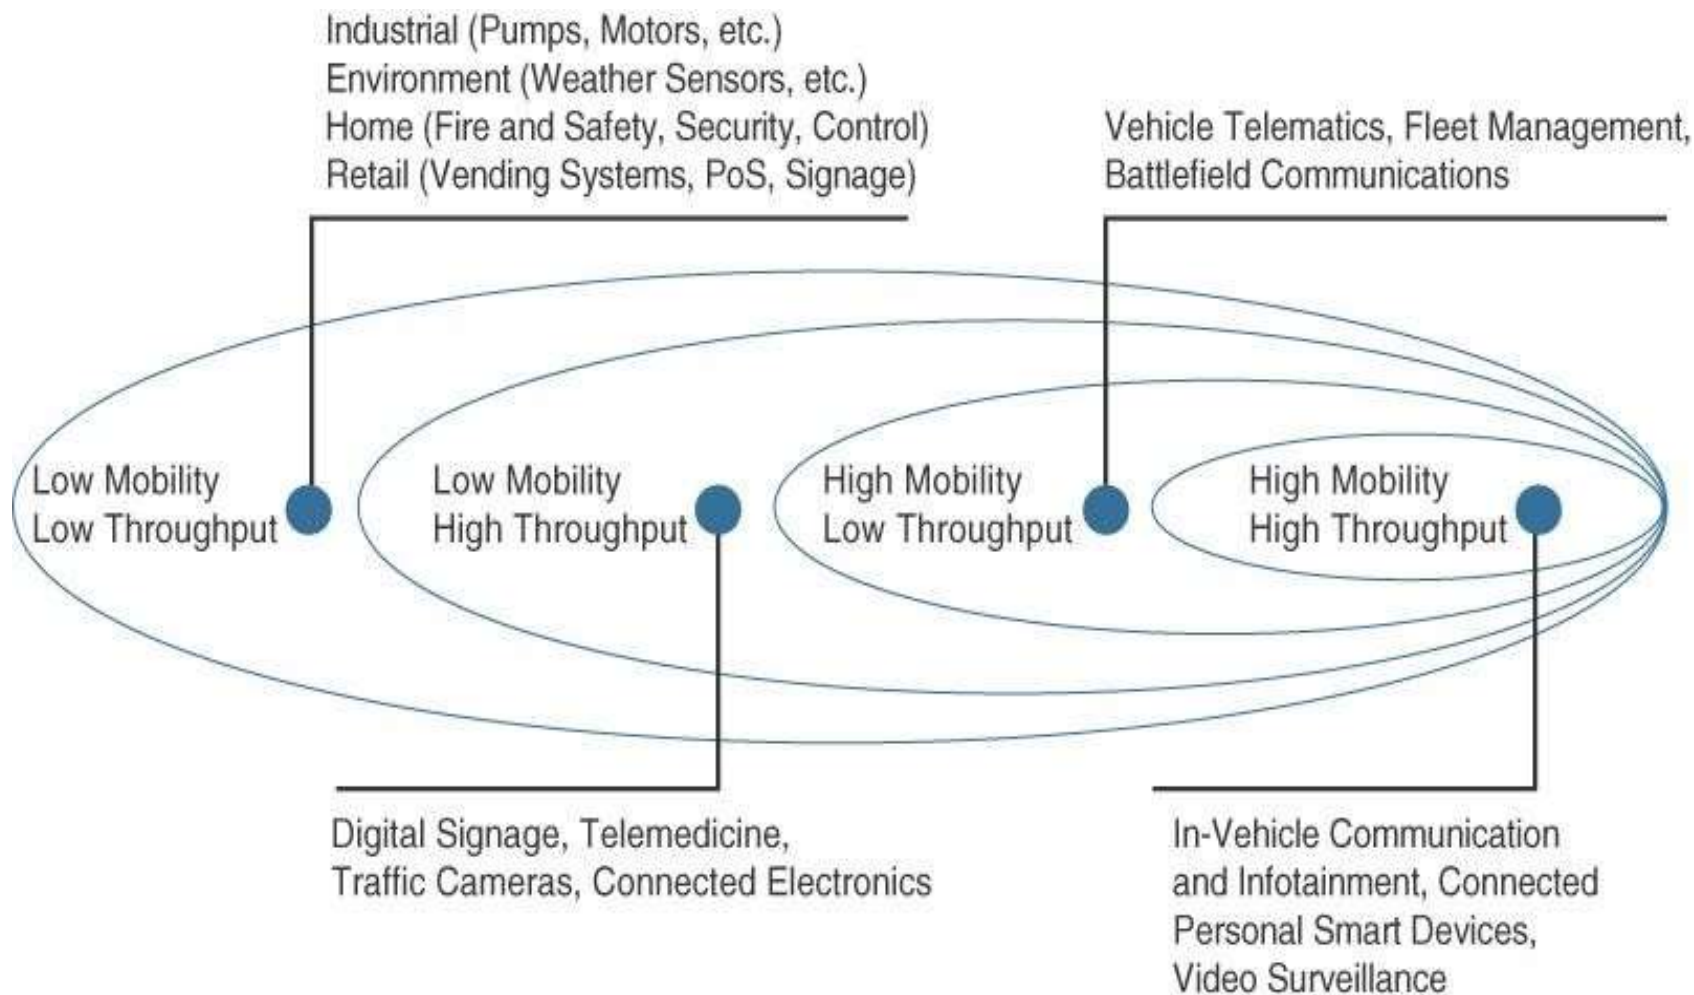 Industrial (Pumps, Motors, etc.)
Environment (Weather Sensors, etc.)
Home (Fire and Safety, Security, Control)
Retail (Vending Systems, PoS, Signage)
Vehicle Telematics, Fleet Management,
Battlefield Communications
Low Mobility
Low Throughput
Low Mobility
High Throughput
High Mobility
Low Throughput
High Mobility
High Throughput
Digital Signage, Telemedicine,
Traffic Cameras, Connected Electronics
In-Vehicle Communication
and Infotainment, Connected
Personal Smart Devices,
Video Surveillance